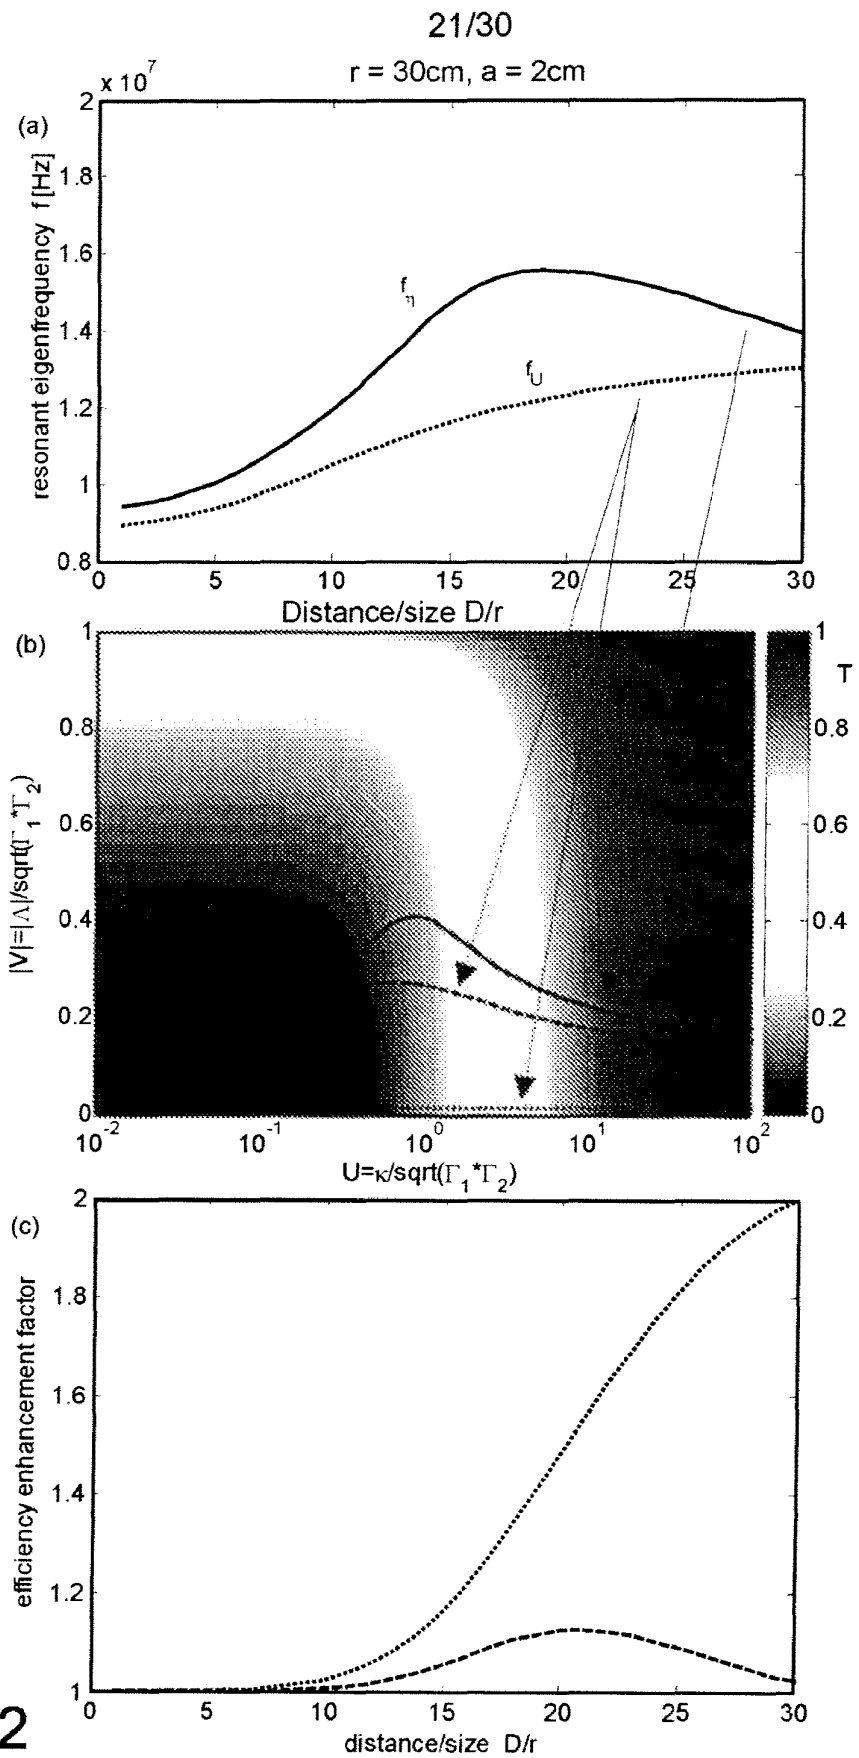 21/30
r = 30cm, a = 2cm
x 10^7
(a)
resonant eigenfrequency f [Hz]
2
1.8
1.6
1.4
1.2
1
0.8
f_η
f_U
0 5 10 15 20 25 30
Distance/size D/r
(b)
|V|=|Λ|/sqrt(Γ_1*Γ_2)
1
0.8
0.6
0.4
0.2
0
1 T
0.8
0.6
0.4
0.2
0
10^-2 10^-1 10^0 10^1 10^2
U=κ/sqrt(Γ_1*Γ_2)
(c)
efficiency enhancement factor
2
1.8
1.6
1.4
1.2
1
0 5 10 15 20 25 30
distance/size D/r
2